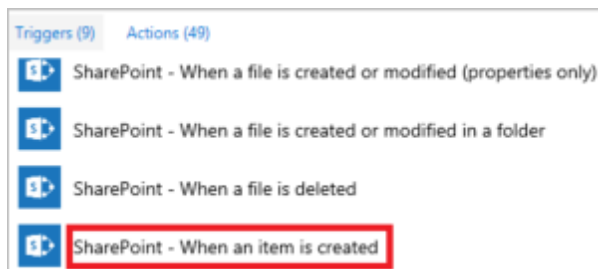 Triggers (9) Actions (49)
SharePoint - When a file is created or modified (properties only)
SharePoint - When a file is created or modified in a folder
SharePoint - When a file is deleted
SharePoint - When an item is created